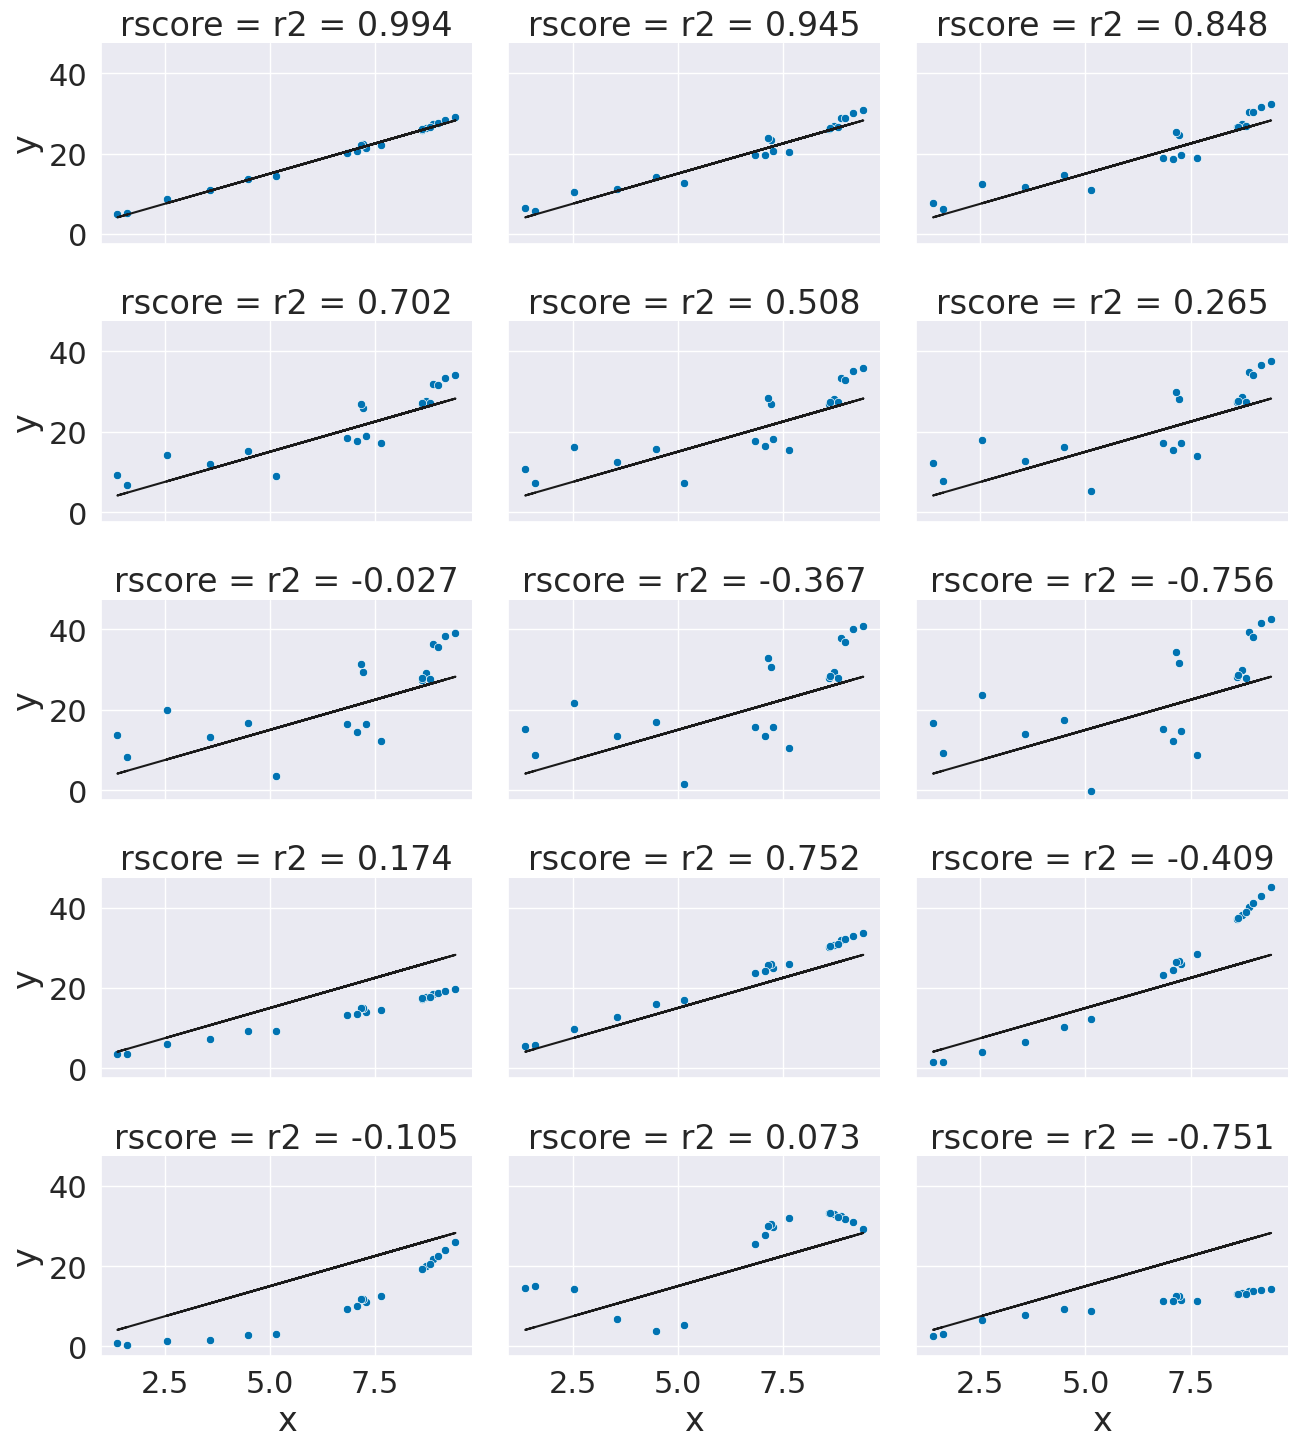 rscore = r2 = 0.994 rscore = r2 = 0.945 rscore = r2 = 0.848
40
20
0
y
rscore = r2 = 0.702 rscore = r2 = 0.508 rscore = r2 = 0.265
40
20
0
y
rscore = r2 = -0.027 rscore = r2 = -0.367 rscore = r2 = -0.756
40
20
0
y
rscore = r2 = 0.174 rscore = r2 = 0.752 rscore = r2 = -0.409
40
20
0
y
rscore = r2 = -0.105 rscore = r2 = 0.073 rscore = r2 = -0.751
40
20
0
y
2.5 5.0 7.5 2.5 5.0 7.5 2.5 5.0 7.5
x x x